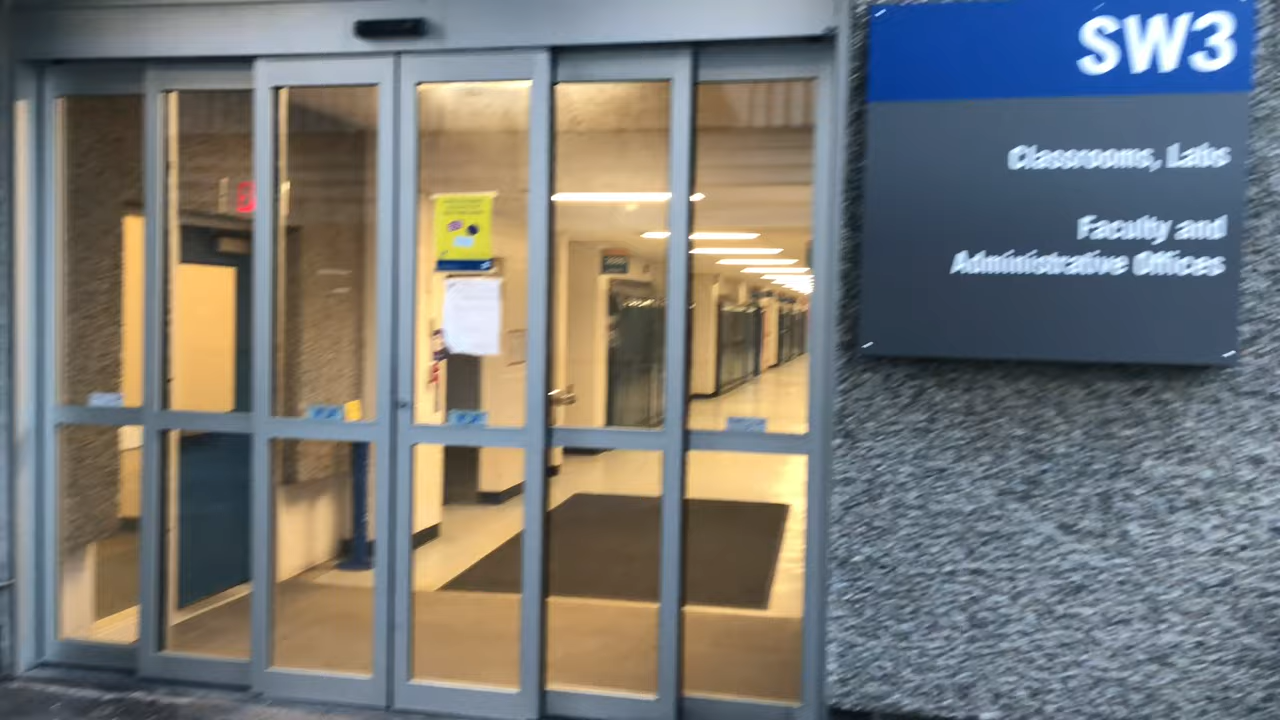 SW3
Classrooms, Labs
Faculty and
Administrative Offices